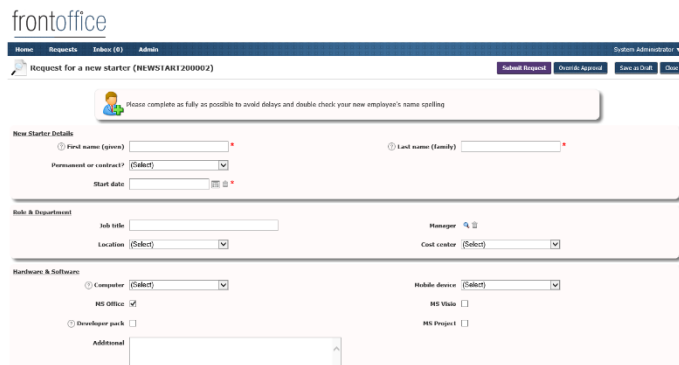 frontoffice
Home Requests Inbox (0) Admin System Administrator
Request for a new starter (NEWSTART200002) Submit Request Override Approval Save as Draft Close
Please complete as fully as possible to avoid delays and double check your new employee's name spelling
New Starter Details
? First name (given) * ? Last name (family) *
Permanent or contract? (Select)
Start date *
Role & Department
Job title Manager
Location (Select) Cost center (Select)
Hardware & Software
? Computer (Select) Mobile device (Select)
MS Office MS Visio
? Developer pack MS Project
Additional